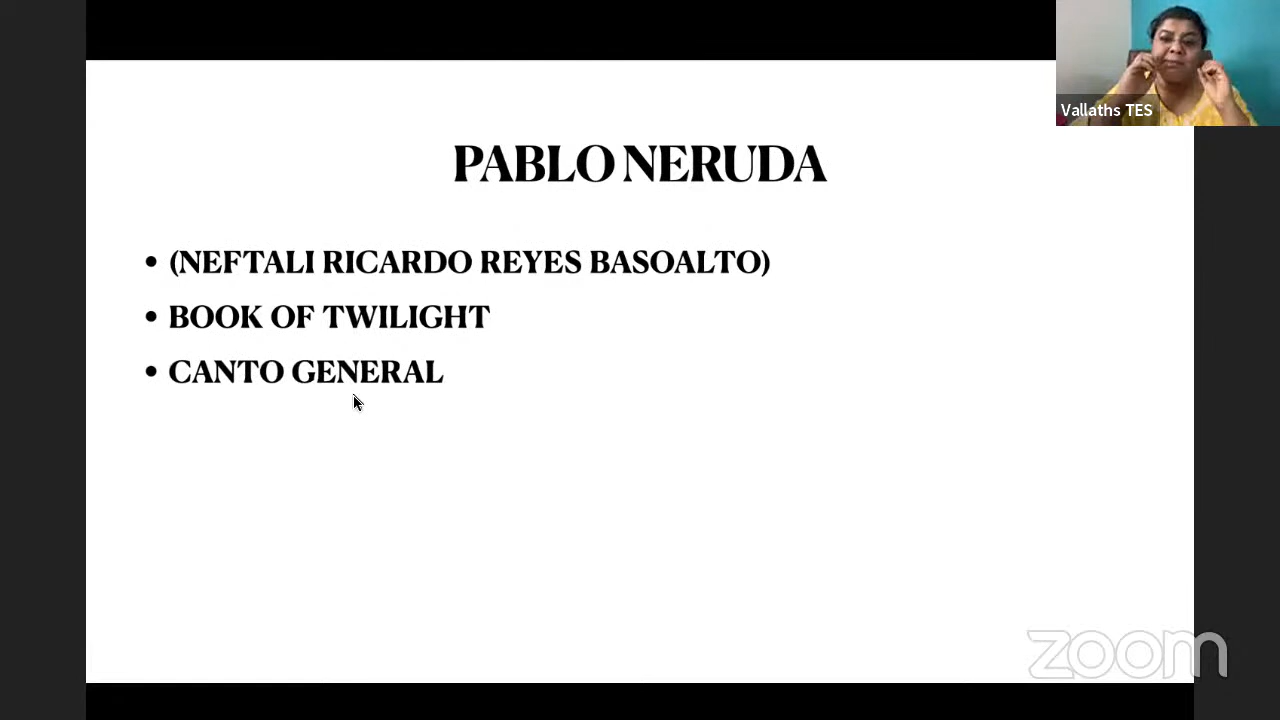 Vallaths TES
PABLO NERUDA
• (NEFTALI RICARDO REYES BASOALTO)
• BOOK OF TWILIGHT
• CANTO GENERAL
zoom